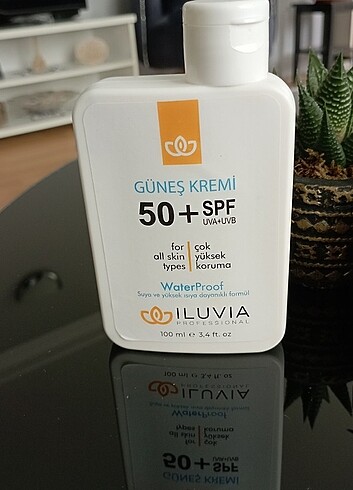 GÜNEŞ KREMİ
50+ SPF
UVA+UVB
for | çok
all skin | yüksek
types | koruma
WaterProof
Suya ve yüksek ısıya dayanıklı formül!
ILUVIA
PROFESSIONAL
100 ml e 3.4 ft. oz